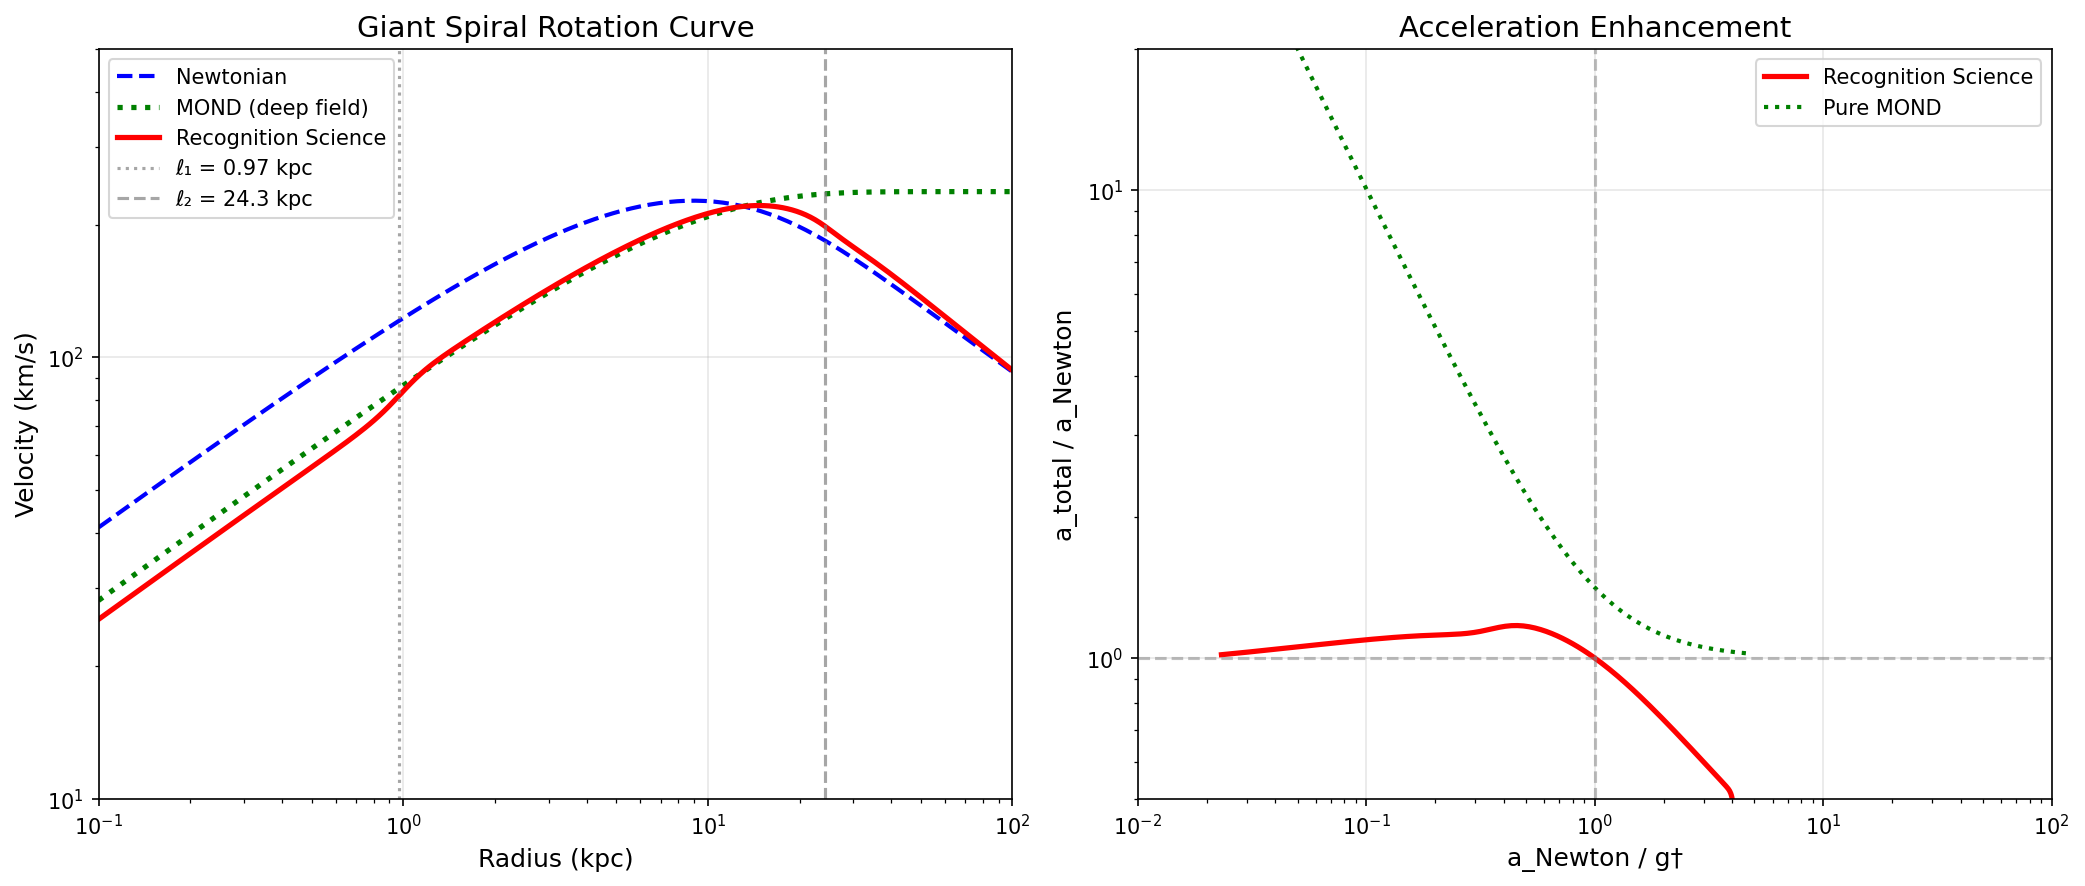 Giant Spiral Rotation Curve
Newtonian
MOND (deep field)
Recognition Science
ℓ₁ = 0.97 kpc
ℓ₂ = 24.3 kpc
Velocity (km/s)
10²
10¹
10⁻¹ 10⁰ 10¹ 10²
Radius (kpc)
Acceleration Enhancement
Recognition Science
Pure MOND
a_total / a_Newton
10¹
10⁰
10⁻² 10⁻¹ 10⁰ 10¹ 10²
a_Newton / g†